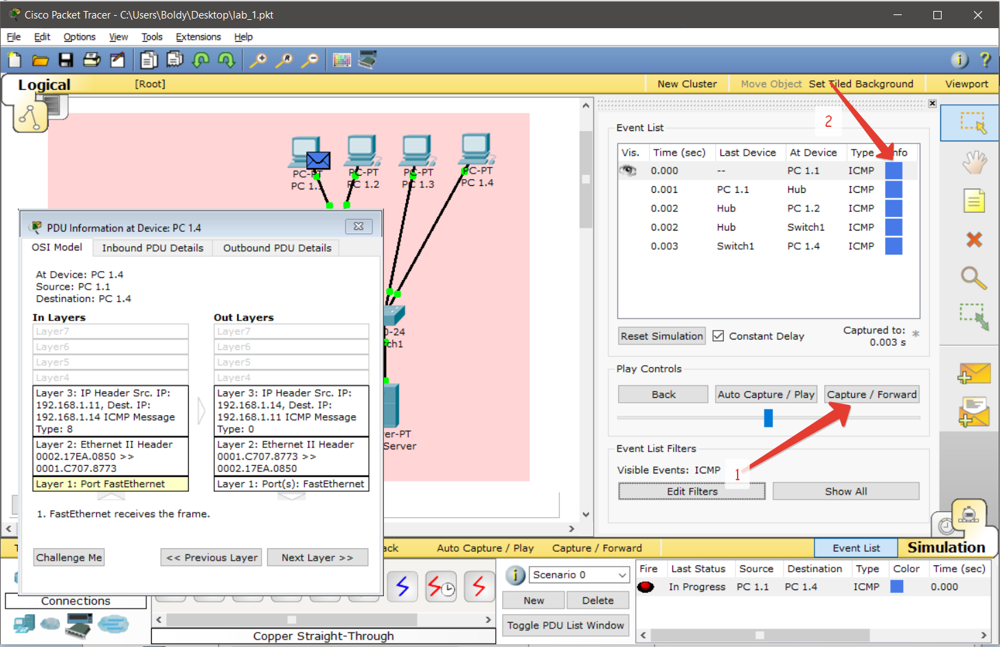 Cisco Packet Tracer - C:\Users\Boldy\Desktop\lab_1.pkt
File Edit Options View Tools Extensions Help
Logical [Root] New Cluster Move Object Set Tiled Background Viewport
PC-PT
PC 1.1
PC-PT
PC 1.2
PC-PT
PC 1.3
PC-PT
PC 1.4
0-24
tch1
ver-PT
Server
2
Event List
Vis. Time (sec) Last Device At Device Type nfo
0.000 -- PC 1.1 ICMP
0.001 PC 1.1 Hub ICMP
0.002 Hub PC 1.2 ICMP
0.002 Hub Switch1 ICMP
0.003 Switch1 PC 1.4 ICMP
Reset Simulation Constant Delay Captured to: *
0.003 s
Play Controls
Back Auto Capture / Play Capture / Forward
Event List Filters
Visible Events: ICMP
1
Edit Filters Show All
PDU Information at Device: PC 1.4
OSI Model Inbound PDU Details Outbound PDU Details
At Device: PC 1.4
Source: PC 1.1
Destination: PC 1.4
In Layers
Layer7
Layer6
Layer5
Layer4
Layer 3: IP Header Src. IP:
192.168.1.11, Dest. IP:
192.168.1.14 ICMP Message
Type: 8
Layer 2: Ethernet II Header
0002.17EA.0850 >>
0001.C707.8773
Layer 1: Port FastEthernet
Out Layers
Layer7
Layer6
Layer5
Layer4
Layer 3: IP Header Src. IP:
192.168.1.14, Dest. IP:
192.168.1.11 ICMP Message
Type: 0
Layer 2: Ethernet II Header
0001.C707.8773 >>
0002.17EA.0850
Layer 1: Port(s): FastEthernet
1. FastEthernet receives the frame.
Challenge Me << Previous Layer Next Layer >>
T ack Auto Capture / Play Capture / Forward Event List Simulation
Connections
Copper Straight-Through
Scenario 0
New Delete
Toggle PDU List Window
Fire Last Status Source Destination Type Color Time (sec)
In Progress PC 1.1 PC 1.4 ICMP 0.000